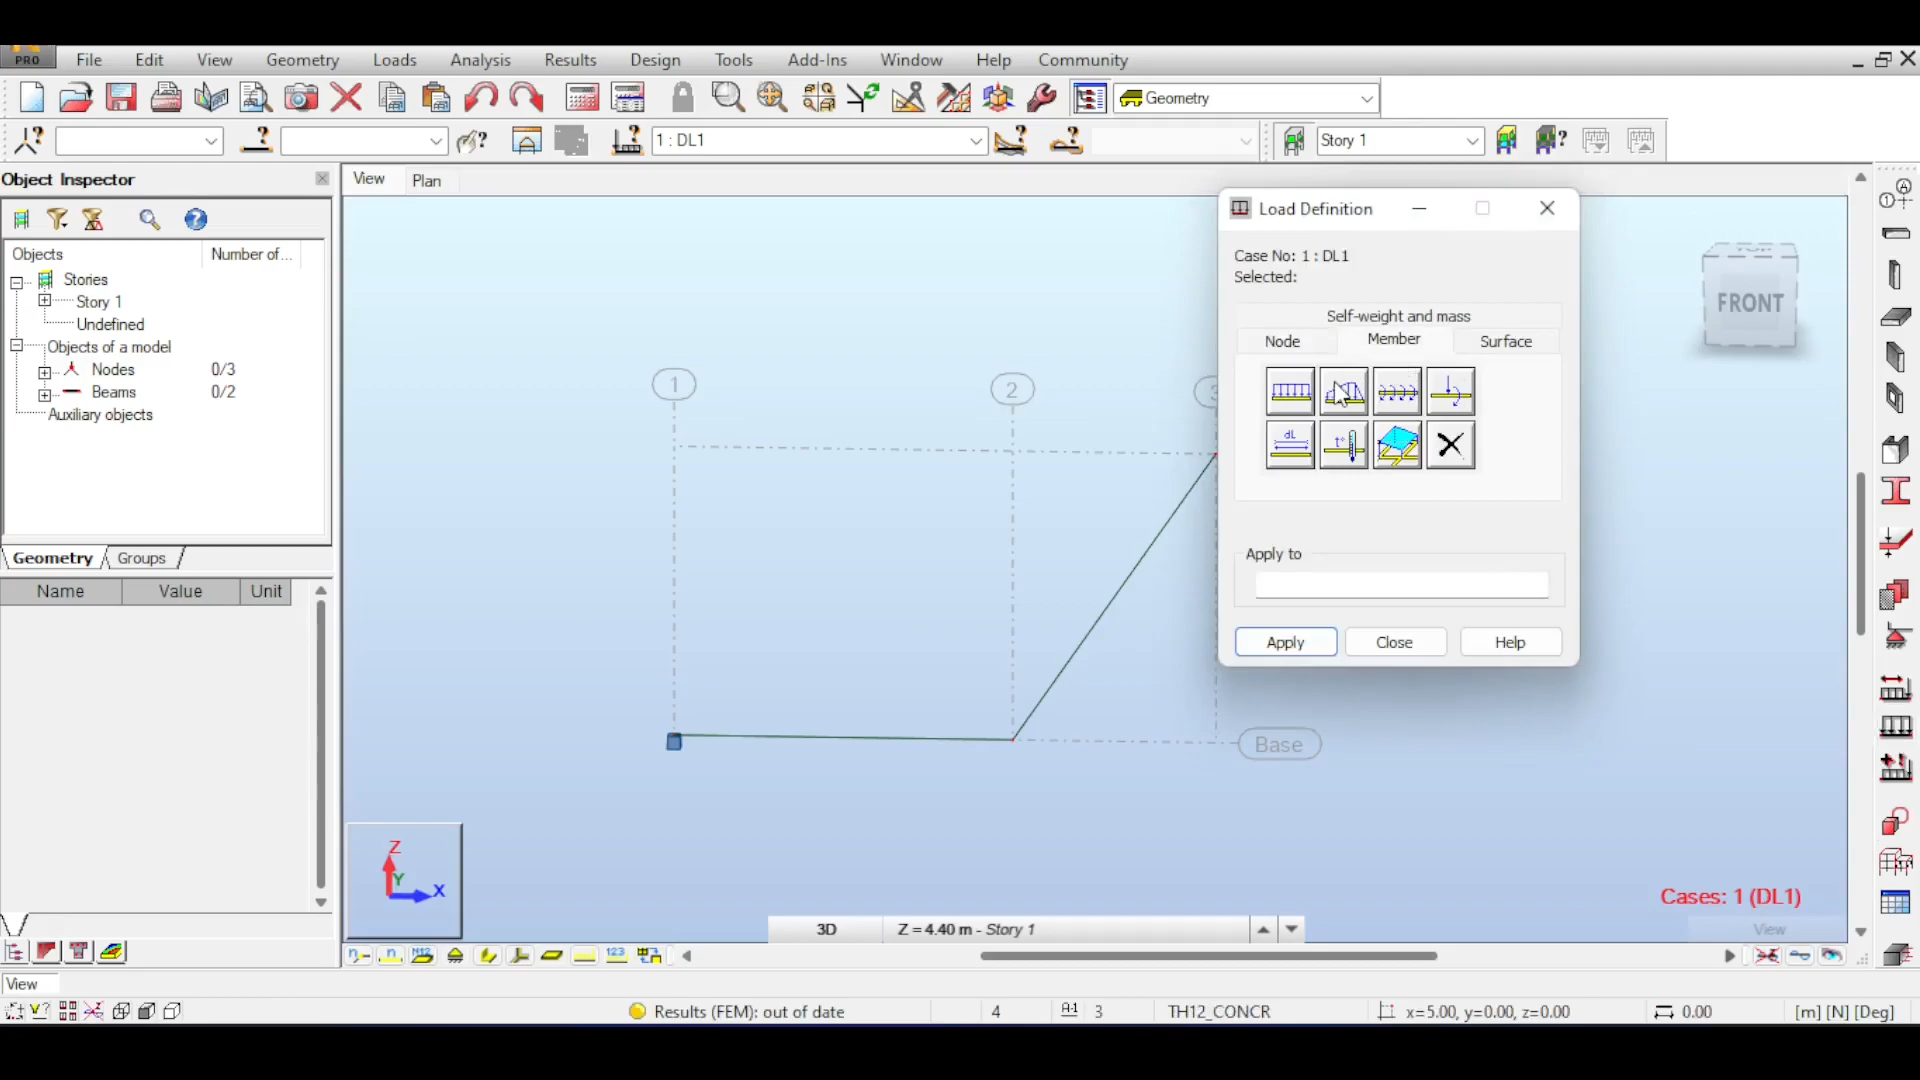 PRO File Edit View Geometry Loads Analysis Results Design Tools Add-Ins Window Help Community
Geometry
1 : DL1 Story 1
Object Inspector
View Plan
Load Definition
Objects Number of...
Stories
Story 1
Undefined
Objects of a model
Nodes 0/3
Beams 0/2
Auxiliary objects
Geometry Groups
Name Value Unit
1 2 3
Base
Case No: 1 : DL1
Selected:
Self-weight and mass
Node Member Surface
dL t°
Apply to
Apply Close Help
TOP
FRONT
Z
Y X
Cases: 1 (DL1)
3D Z = 4.40 m - Story 1
View
View
Results (FEM): out of date 4 3 TH12_CONCR x=5.00, y=0.00, z=0.00 0.00 [m] [N] [Deg]